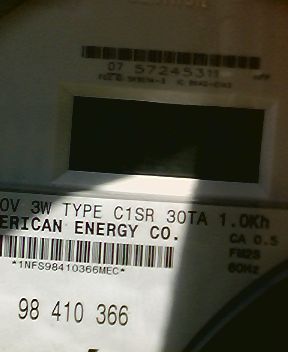 07 57245311
0V 3W TYPE C1SR 30TA 1.0Kh
ERICAN ENERGY CO.
CA 0.5
FM2S
60Hz
*1NFS98410366MEC*
98 410 366